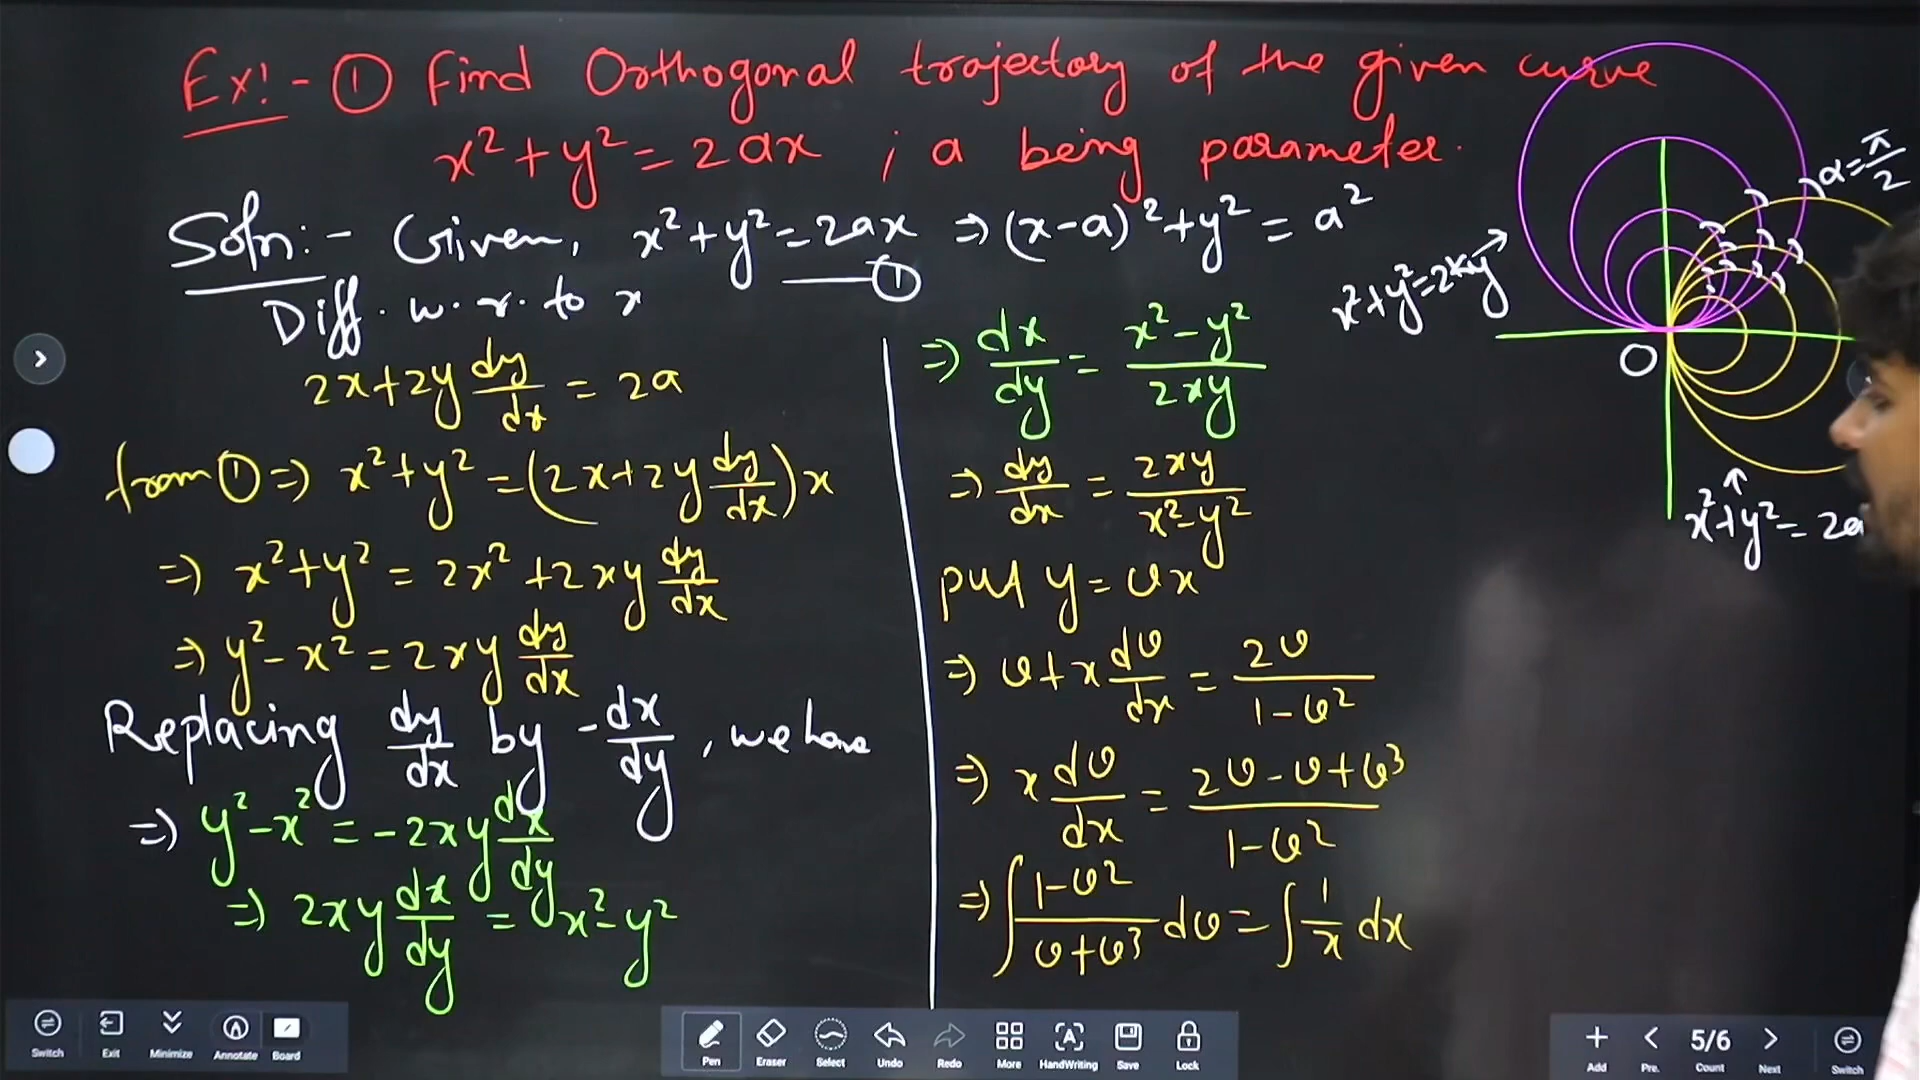 Ex! - ① Find Orthogonal trajectory of the given curve
x² + y² = 2ax ; a being parameter.
Soln:- Given, x² + y² = 2ax ⇒ (x-a)² + y² = a²
——①
Diff. w.r. to x
2x + 2y dy/dx = 2a
from ① ⇒ x² + y² = (2x + 2y dy/dx) x
⇒ x² + y² = 2x² + 2xy dy/dx
⇒ y² - x² = 2xy dy/dx
Replacing dy/dx by -dx/dy, we have
⇒ y² - x² = -2xy dx/dy
⇒ 2xy dx/dy = x² - y²
⇒ dx/dy = (x² - y²)/(2xy)
⇒ dy/dx = 2xy/(x² - y²)
put y = vx
⇒ v + x dv/dx = 2v/(1 - v²)
⇒ x dv/dx = (2v - v + v³)/(1 - v²)
⇒ ∫ (1 - v²)/(v + v³) dv = ∫ 1/x dx
α = π/2
x² + y² = 2ky
O
x² + y² = 2a
Switch Exit Minimize Annotate Board
Pen Eraser Select Undo Redo More HandWriting Save Lock
Add Pre. 5/6 Count Next Switch